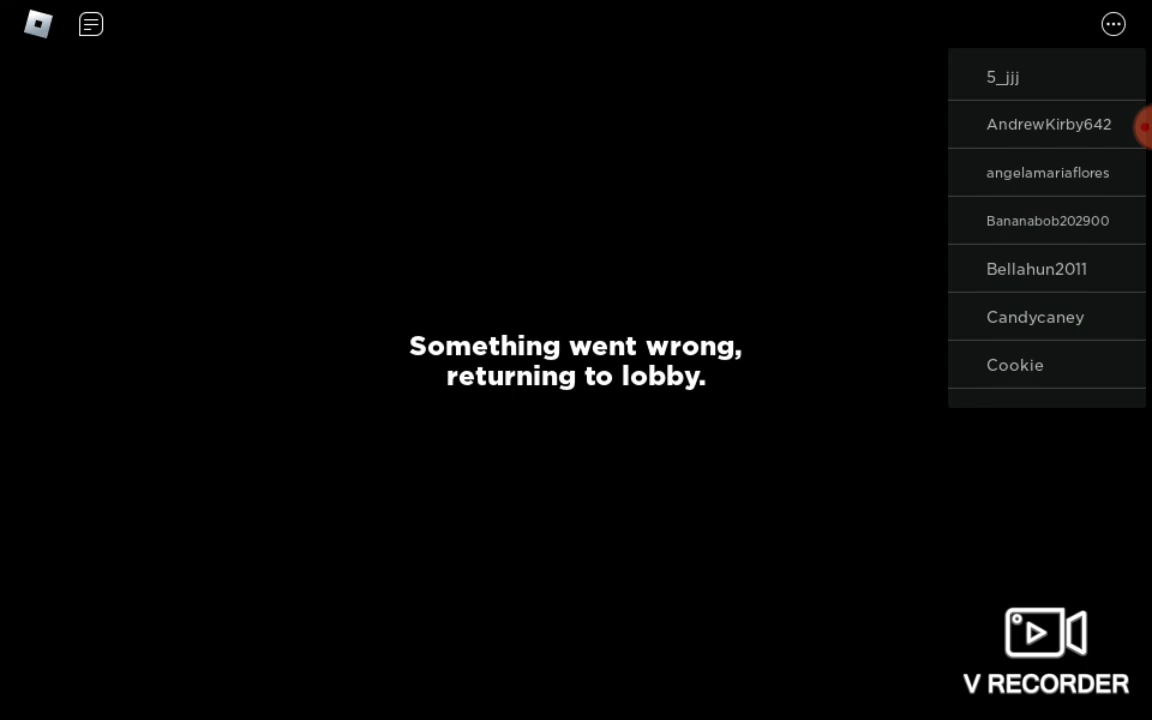 5_jjj
AndrewKirby642
angelamariaflores
Bananabob202900
Bellahun2011
Candycaney
Cookie
Something went wrong,
returning to lobby.
V RECORDER